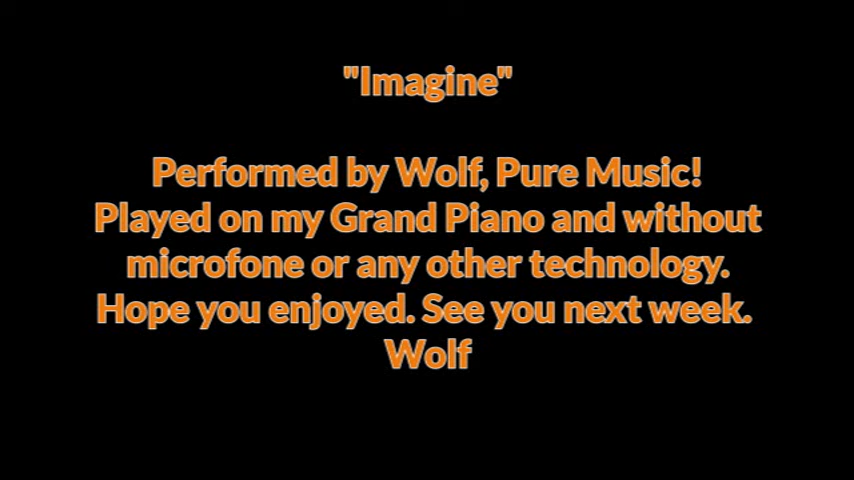 "Imagine"
Performed by Wolf, Pure Music!
Played on my Grand Piano and without
microfone or any other technology.
Hope you enjoyed. See you next week.
Wolf